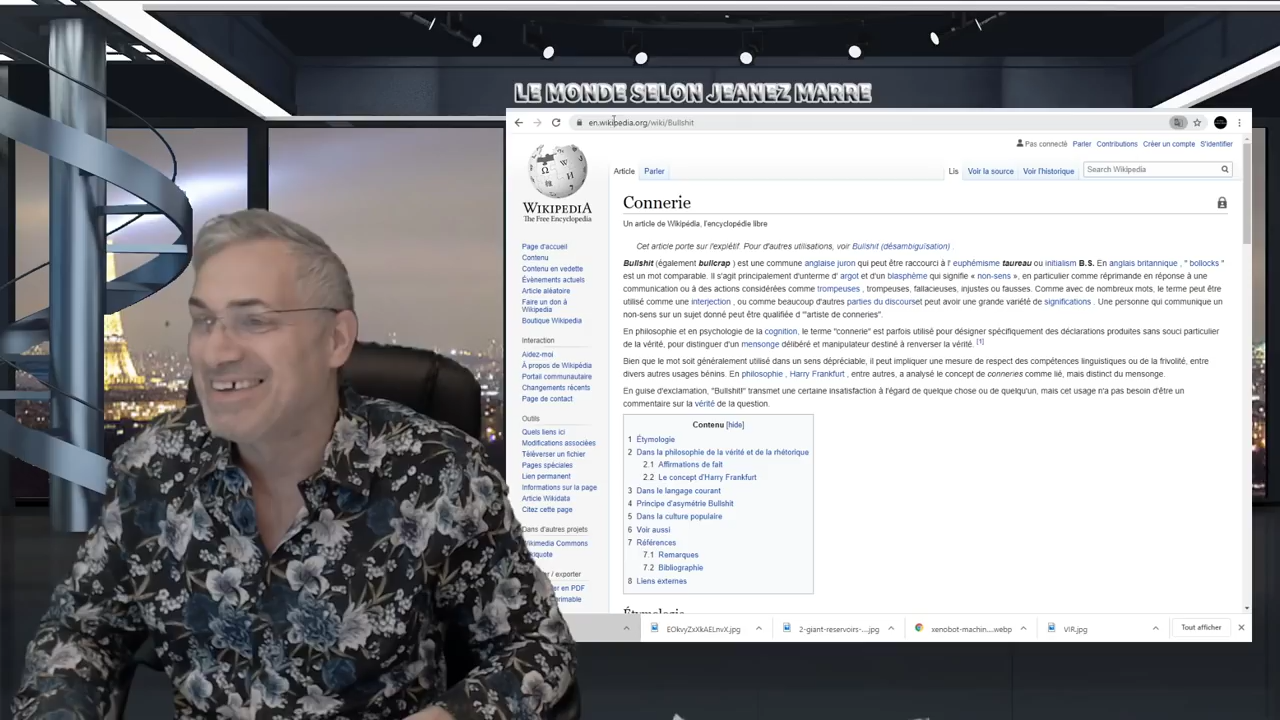 LE MONDE SELON JEANEZ MARRE
en.wikipedia.org/wiki/Bullshit
Pas connecté Parler Contributions Créer un compte S'identifier
Article Parler Lis Voir la source Voir l'historique Search Wikipedia
WIKIPEDIA
The Free Encyclopedia
Page d'accueil
Contenu
Contenu en vedette
Évènements actuels
Article aléatoire
Faire un don à
Wikipedia
Boutique Wikipedia
Interaction
Aidez-moi
À propos de Wikipédia
Portail communautaire
Changements récents
Page de contact
Outils
Quels liens ici
Modifications associées
Téléverser un fichier
Pages spéciales
Lien permanent
Informations sur la page
Article Wikidata
Citez cette page
Dans d'autres projets
Wikimedia Commons
quote
/ exporter
er en PDF
primable
Connerie
Un article de Wikipédia, l'encyclopédie libre
Cet article porte sur l'explétif. Pour d'autres utilisations, voir Bullshit (désambiguïsation) .
Bullshit (également bullcrap ) est une commune anglaise juron qui peut être raccourci à l' euphémisme taureau ou initialism B.S. En anglais britannique , " bollocks "
est un mot comparable. Il s'agit principalement d'unterme d' argot et d'un blasphème qui signifie « non-sens », en particulier comme réprimande en réponse à une
communication ou à des actions considérées comme trompeuses , trompeuses, fallacieuses, injustes ou fausses. Comme avec de nombreux mots, le terme peut être
utilisé comme une interjection , ou comme beaucoup d'autres parties du discourset peut avoir une grande variété de significations . Une personne qui communique un
non-sens sur un sujet donné peut être qualifiée d '"artiste de conneries".
En philosophie et en psychologie de la cognition, le terme "connerie" est parfois utilisé pour désigner spécifiquement des déclarations produites sans souci particulier
de la vérité, pour distinguer d'un mensonge délibéré et manipulateur destiné à renverser la vérité. [1]
Bien que le mot soit généralement utilisé dans un sens dépréciable, il peut impliquer une mesure de respect des compétences linguistiques ou de la frivolité, entre
diverses autres usages bénins. En philosophie , Harry Frankfurt , entre autres, a analysé le concept de conneries comme lié, mais distinct du mensonge.
En guise d'exclamation, "Bullshit!" transmet une certaine insatisfaction à l'égard de quelque chose ou de quelqu'un, mais cet usage n'a pas besoin d'être un
commentaire sur la vérité de la question.
Contenu [hide]
1 Étymologie
2 Dans la philosophie de la vérité et de la rhétorique
2.1 Affirmations de fait
2.2 Le concept d'Harry Frankfurt
3 Dans le langage courant
4 Principe d'asymétrie Bullshit
5 Dans la culture populaire
6 Voir aussi
7 Références
7.1 Remarques
7.2 Bibliographie
8 Liens externes
Étymologie
EOkvyZxXkAELnvX.jpg 2-giant-reservoirs-....jpg xenobot-machin....webp VIR.jpg Tout afficher